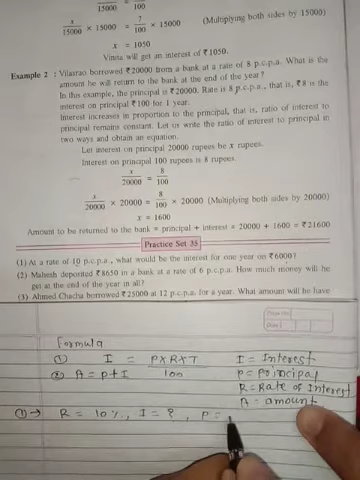 100
x/15000 × 15000 = 7/100 × 15000 (Multiplying both sides by 15000)
x = 1050
Vinita will get an interest of ₹1050.
Example 2 : Vilasrao borrowed ₹20000 from a bank at a rate of 8 p.c.p.a. What is the
amount he will return to the bank at the end of the year?
In this example, the principal is ₹20000. Rate is 8 p.c.p.a., that is, ₹8 is the
interest on principal ₹100 for 1 year.
Interest increases in proportion to the principal, that is, ratio of interest to
principal remains constant. Let us write the ratio of interest to principal in
two ways and obtain an equation.
Let interest on principal 20000 rupees be x rupees.
Interest on principal 100 rupees is 8 rupees.
x/20000 = 8/100
x/20000 × 20000 = 8/100 × 20000 (Multiplying both sides by 20000)
x = 1600
Amount to be returned to the bank = principal + interest = 20000 + 1600 = ₹21600
Practice Set 35
(1) At a rate of 10 p.c.p.a., what would be the interest for one year on ₹6000?
(2) Mahesh deposited ₹8650 in a bank at a rate of 6 p.c.p.a. How much money will he
get at the end of the year in all?
(3) Ahmed Chacha borrowed ₹25000 at 12 p.c.p.a. for a year. What amount will he have
Page No.
Date
Formula
① I = P×R×T/100 I = Interest
② A = P+I P = Principal
R = Rate of Interest
A = amount
① → R = 10%, I = ?, P =